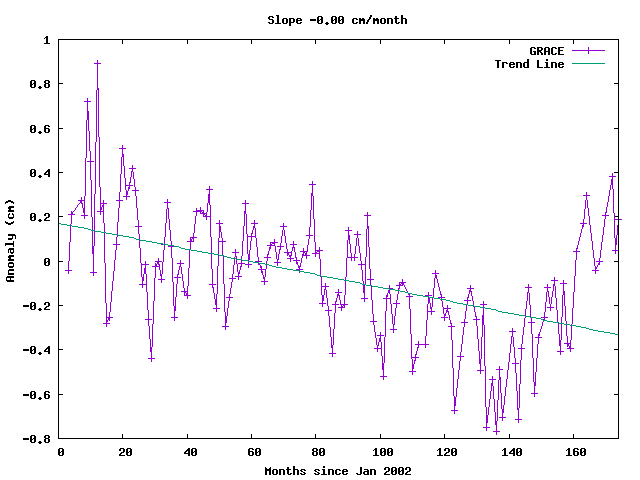 Slope -0.00 cm/month
1
0.8
0.6
0.4
0.2
0
-0.2
-0.4
-0.6
-0.8
Anomaly (cm)
GRACE
Trend Line
0 20 40 60 80 100 120 140 160
Months since Jan 2002